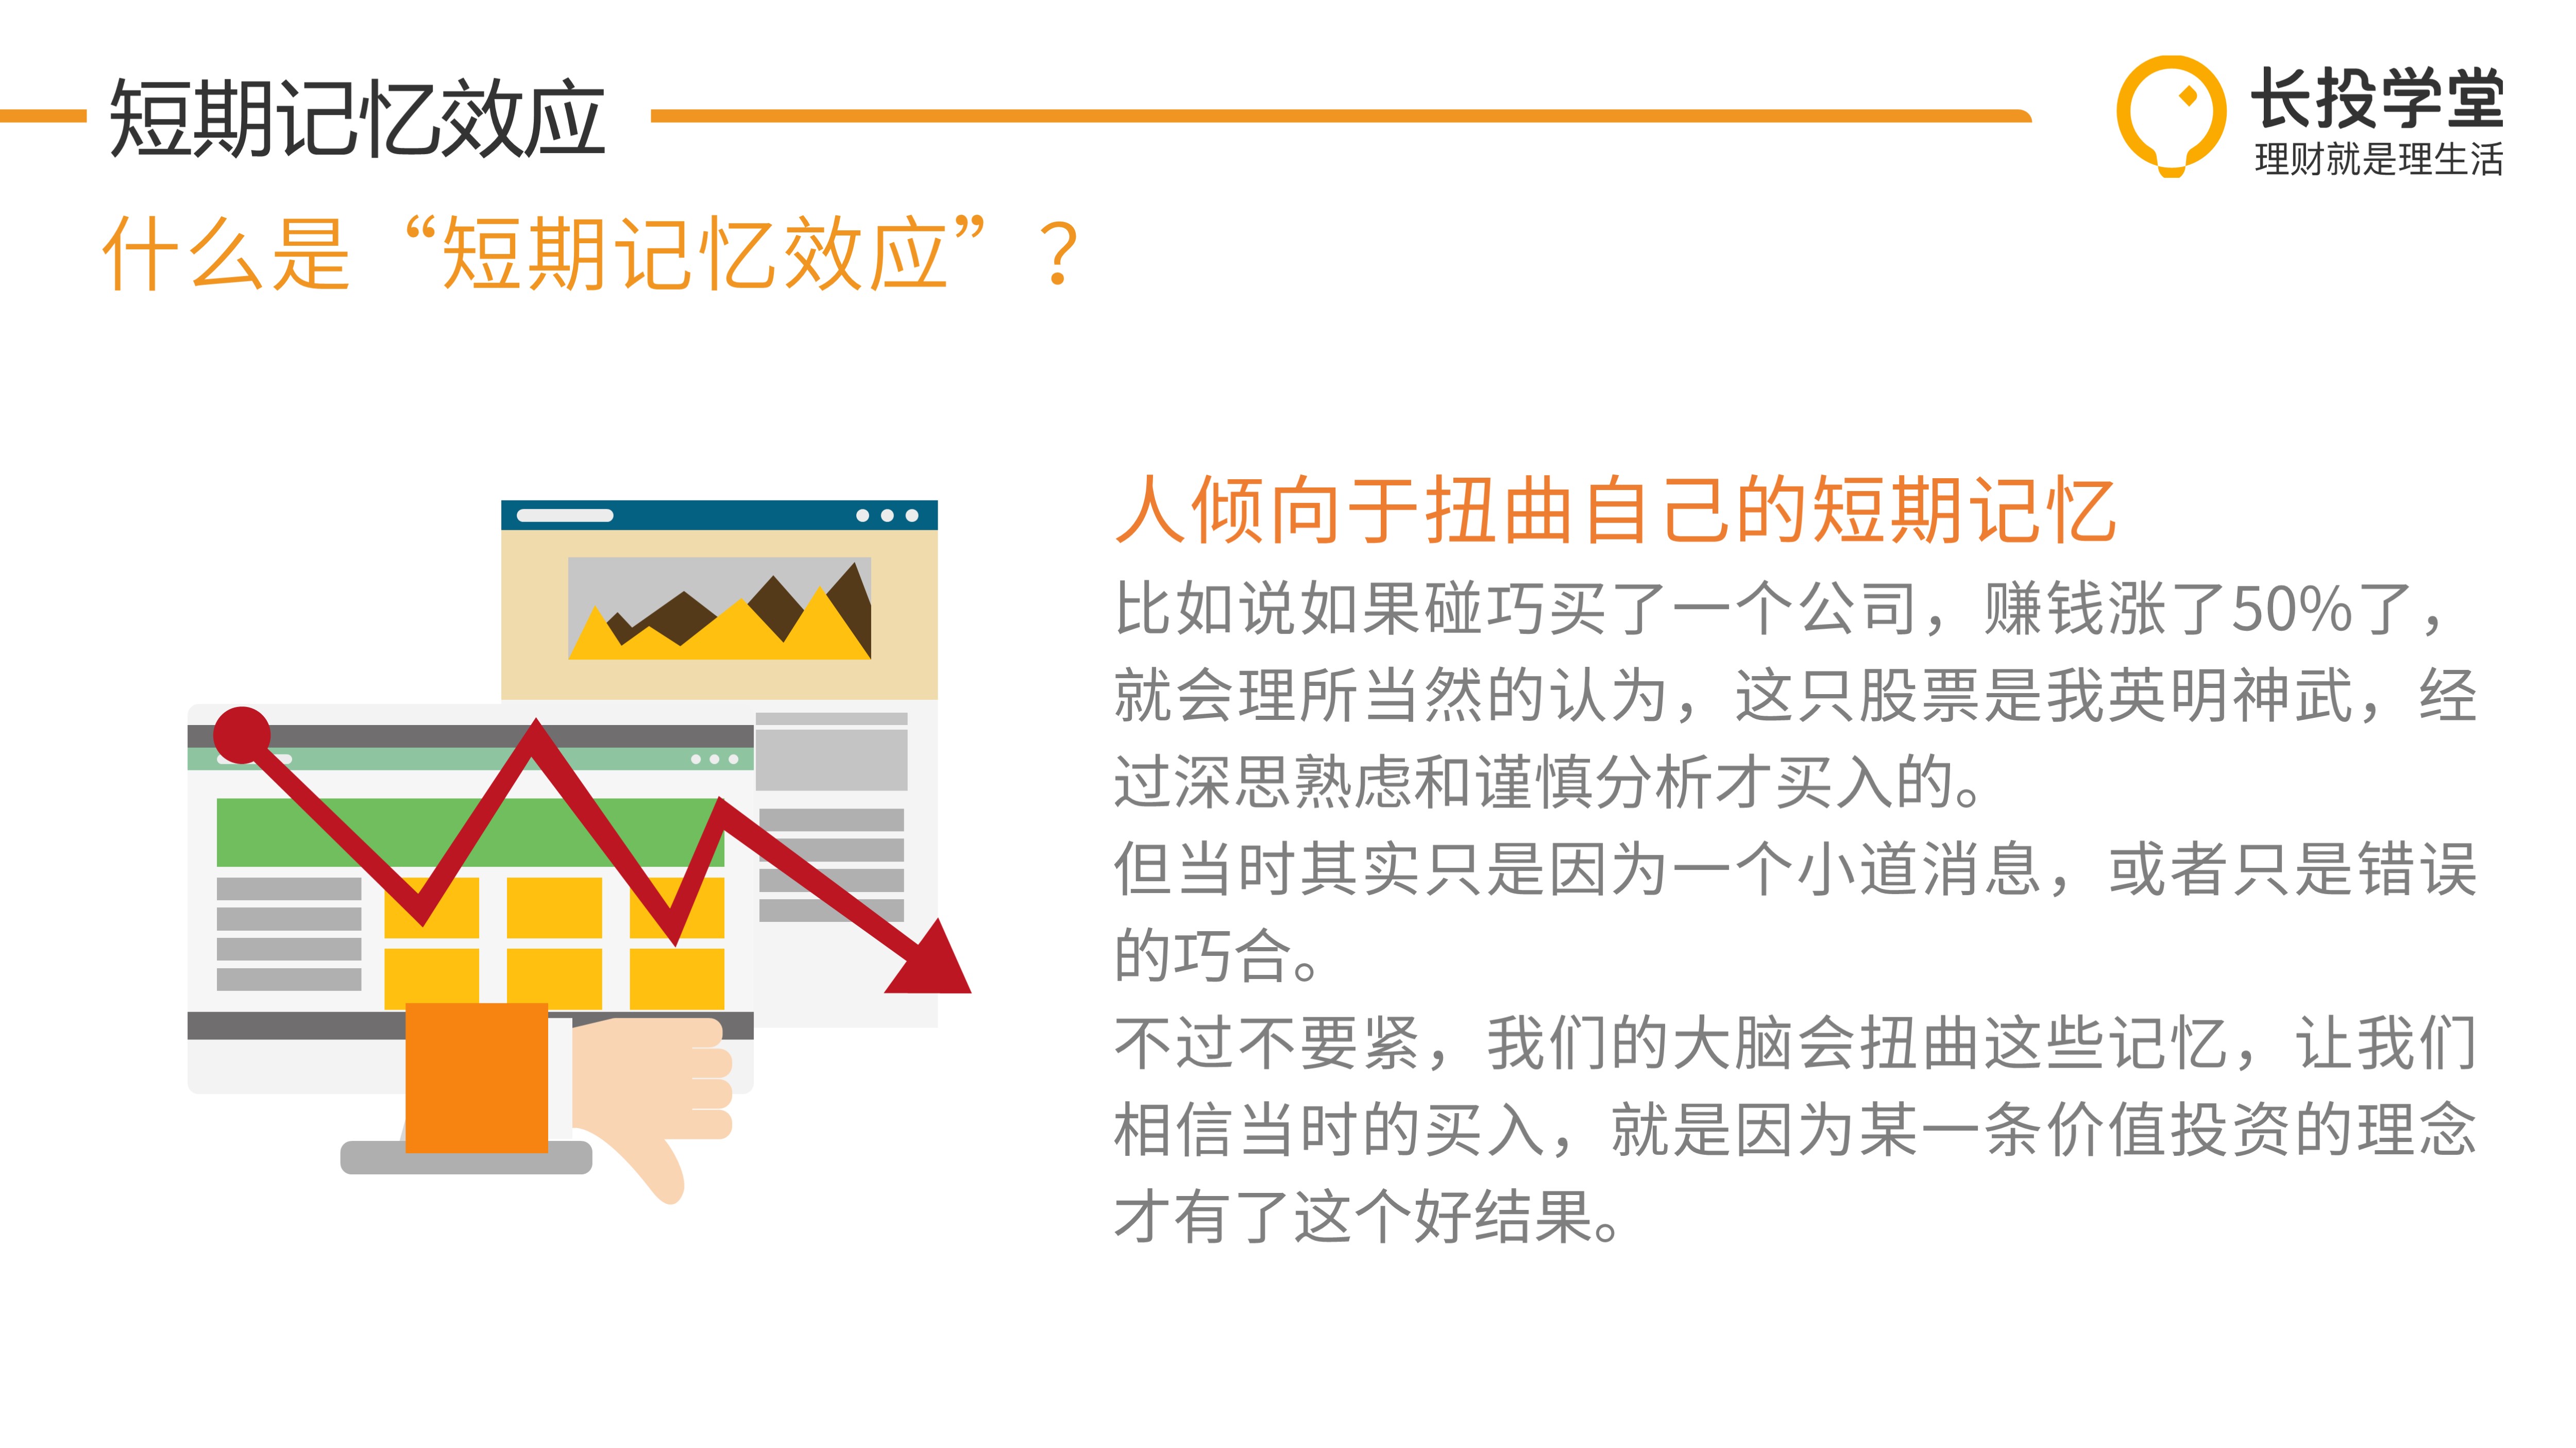 短期记忆效应
长投学堂
理财就是理生活
什么是“短期记忆效应”？
人倾向于扭曲自己的短期记忆
比如说如果碰巧买了一个公司，赚钱涨了50%了，
就会理所当然的认为，这只股票是我英明神武，经
过深思熟虑和谨慎分析才买入的。
但当时其实只是因为一个小道消息，或者只是错误
的巧合。
不过不要紧，我们的大脑会扭曲这些记忆，让我们
相信当时的买入，就是因为某一条价值投资的理念
才有了这个好结果。